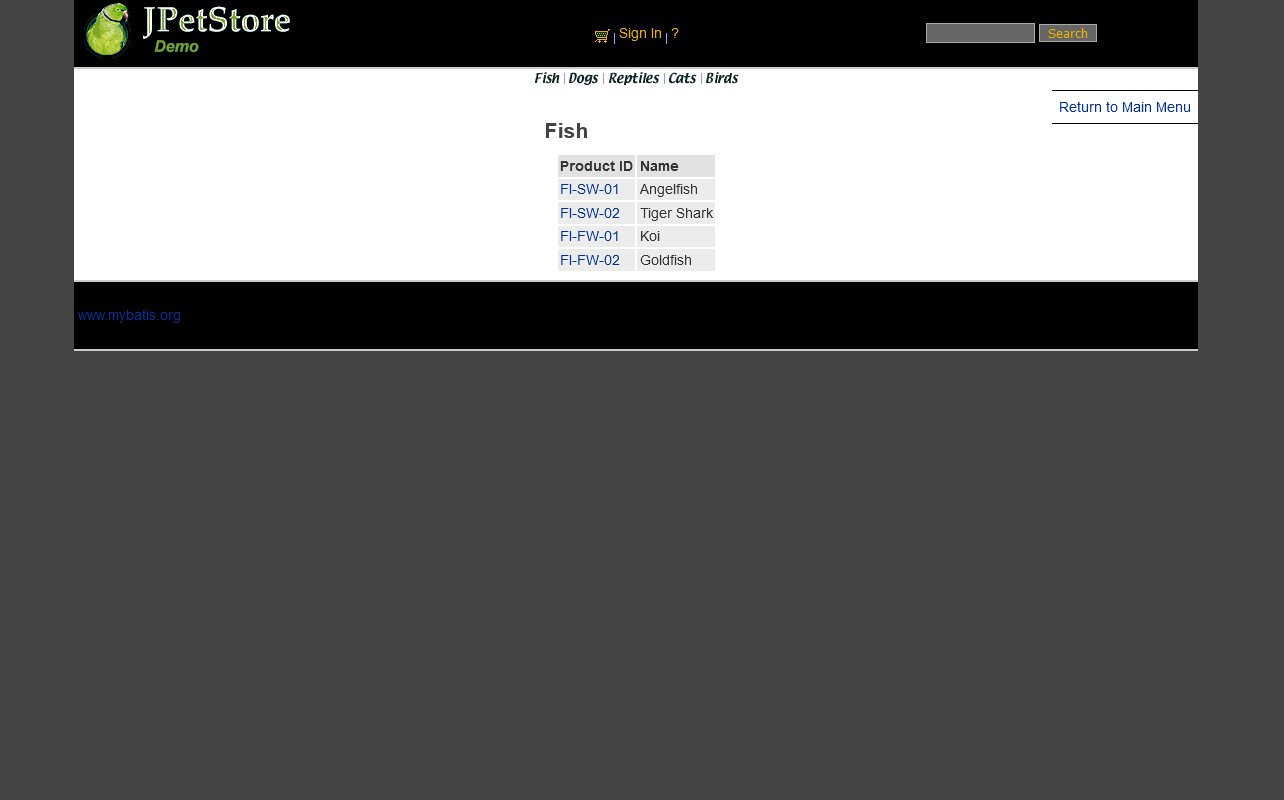 JPetStore
Demo
Sign In | ?
Search
Fish | Dogs | Reptiles | Cats | Birds
Return to Main Menu
Fish
Product ID Name
FI-SW-01 Angelfish
FI-SW-02 Tiger Shark
FI-FW-01 Koi
FI-FW-02 Goldfish
www.mybatis.org